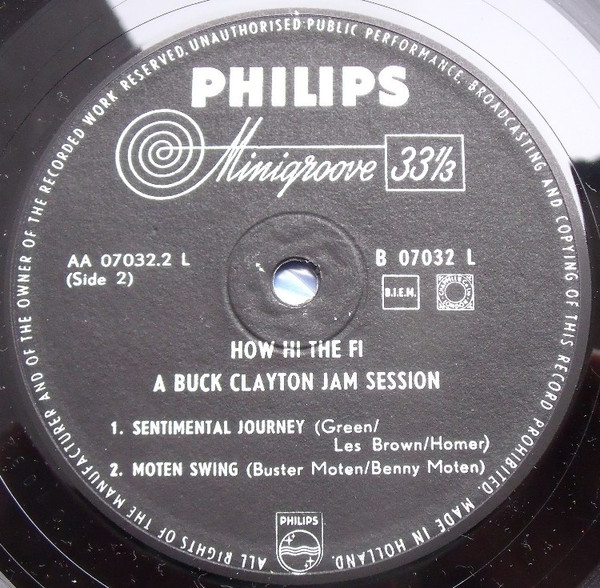 ALL RIGHTS OF THE MANUFACTURER AND OF THE OWNER OF THE RECORDED WORK RESERVED. UNAUTHORISED PUBLIC PERFORMANCE, BROADCASTING AND COPYING OF THIS RECORD PROHIBITED. MADE IN HOLLAND.
PHILIPS
Minigroove 33⅓
AA 07032.2 L
(Side 2)
B 07032 L
B.I.E.M.
HOW HI THE FI
A BUCK CLAYTON JAM SESSION
1. SENTIMENTAL JOURNEY (Green/
Les Brown/Homer)
2. MOTEN SWING (Buster Moten/Benny Moten)
PHILIPS